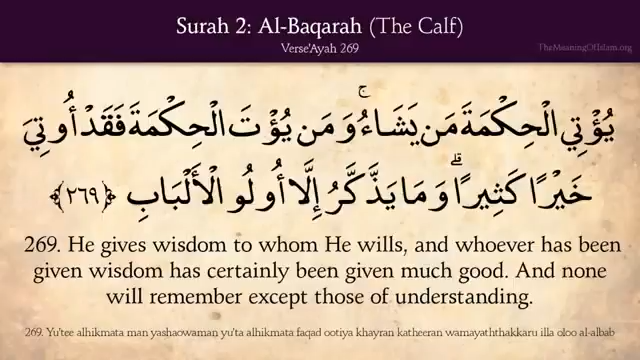 Surah 2: Al-Baqarah (The Calf)
Verse'Ayah 269
TheMeaningOfIslam.org
يُؤْتِي الْحِكْمَةَ مَن يَشَاءُ ۚ وَمَن يُؤْتَ الْحِكْمَةَ فَقَدْ أُوتِيَ
خَيْرًا كَثِيرًا ۗ وَمَا يَذَّكَّرُ إِلَّا أُولُو الْأَلْبَابِ ﴿٢٦٩﴾
269. He gives wisdom to whom He wills, and whoever has been
given wisdom has certainly been given much good. And none
will remember except those of understanding.
269. Yu'tee alhikmata man yashaowaman yu'ta alhikmata faqad ootiya khayran katheeran wamayaththakkaru illa oloo al-albab